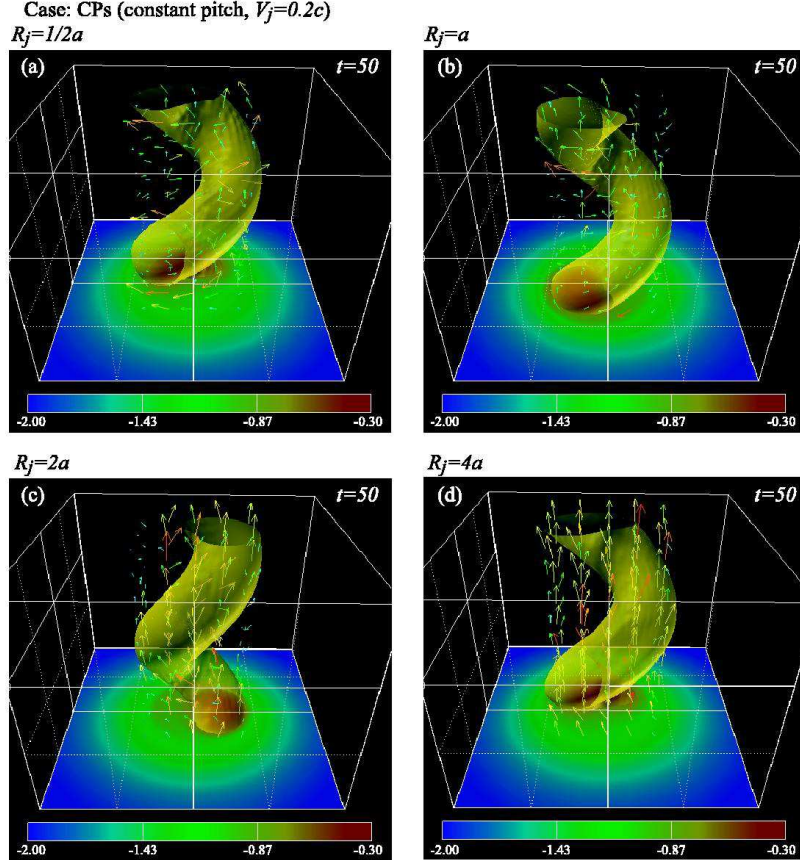 Case: CPs (constant pitch, Vj=0.2c)
Rj=1/2a
Rj=a
(a) t=50
(b) t=50
-2.00 -1.43 -0.87 -0.30
-2.00 -1.43 -0.87 -0.30
Rj=2a
Rj=4a
(c) t=50
(d) t=50
-2.00 -1.43 -0.87 -0.30
-2.00 -1.43 -0.87 -0.30